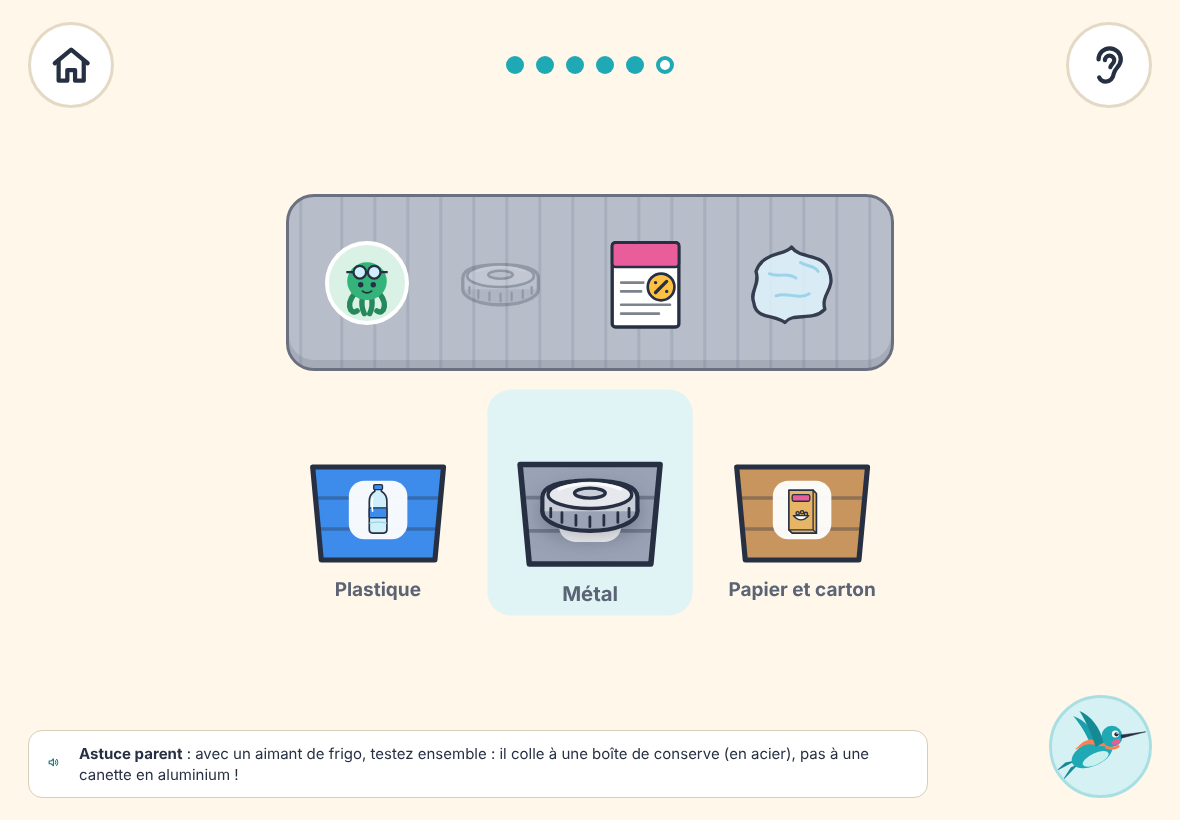 Plastique
Métal
Papier et carton
Astuce parent : avec un aimant de frigo, testez ensemble : il colle à une boîte de conserve (en acier), pas à une
canette en aluminium !